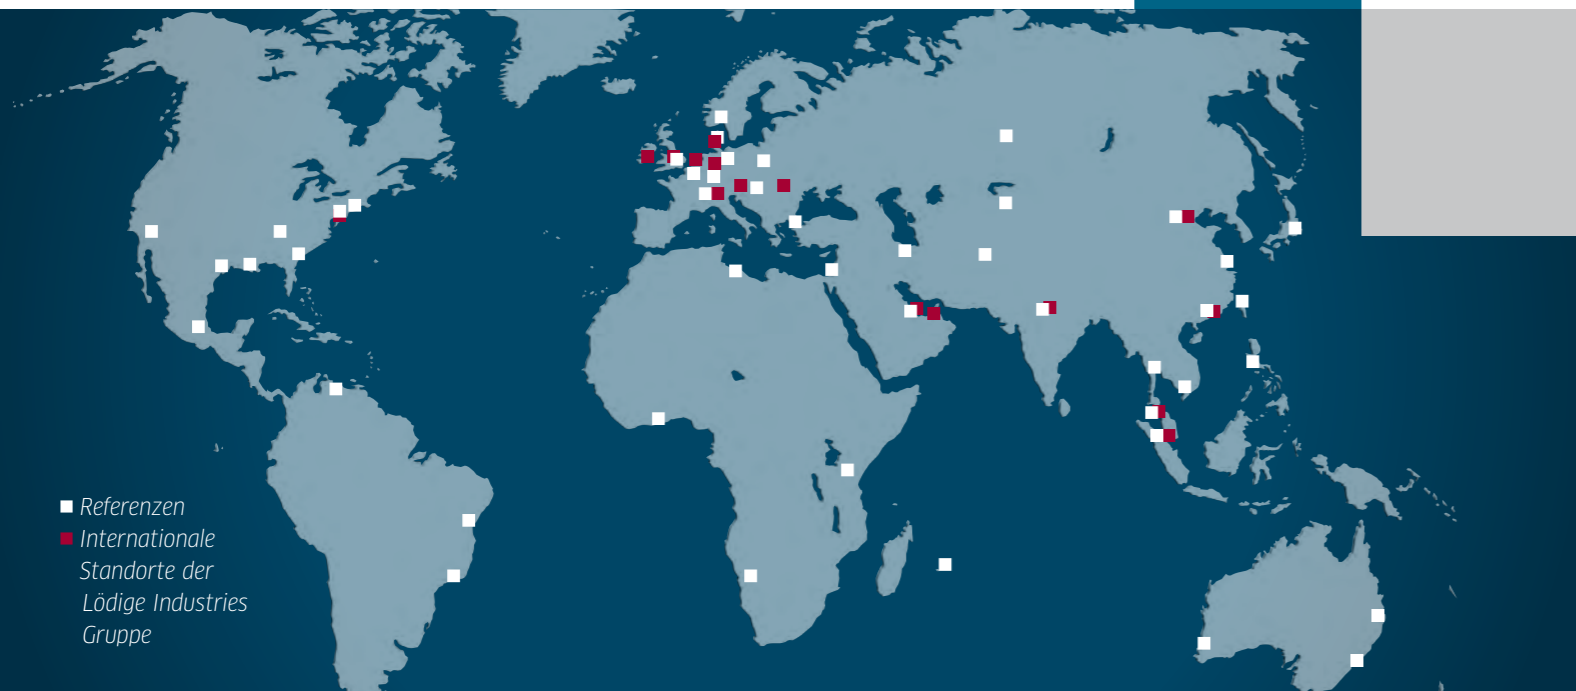 Referenzen
Internationale
Standorte der
Lödige Industries
Gruppe